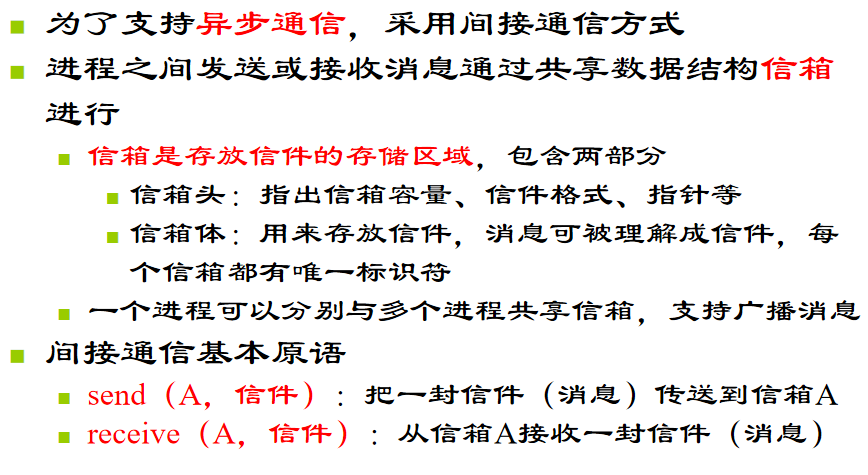 为了支持异步通信，采用间接通信方式
进程之间发送或接收消息通过共享数据结构信箱
进行
信箱是存放信件的存储区域，包含两部分
信箱头：指出信箱容量、信件格式、指针等
信箱体：用来存放信件，消息可被理解成信件，每
个信箱都有唯一标识符
一个进程可以分别与多个进程共享信箱，支持广播消息
间接通信基本原语
send（A，信件）：把一封信件（消息）传送到信箱A
receive（A，信件）：从信箱A接收一封信件（消息）